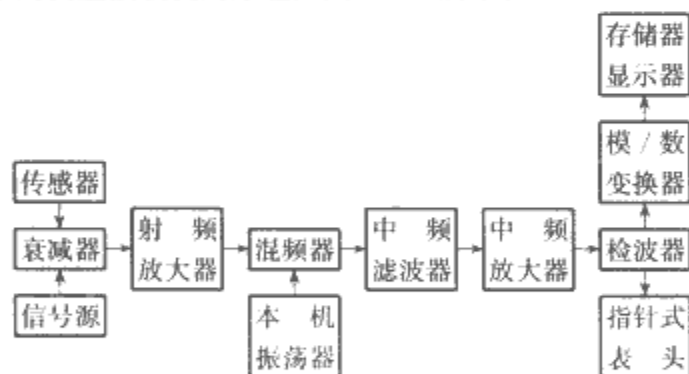 存储器
显示器
模/数
变换器
传感器
衰减器
信号源
射频
放大器
混频器
本机
振荡器
中频
滤波器
中频
放大器
检波器
指针式
表头